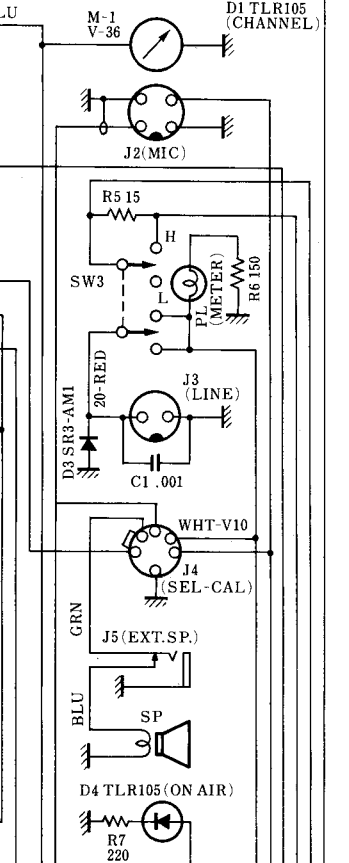 LU
M-1
V-36
D1 TLR105
(CHANNEL)
J2(MIC)
R5 15
H
SW3
L
PL
(METER)
R6 150
20-RED
J3
(LINE)
D3 SR3-AM1
C1 .001
WHT-V10
J4
(SEL-CAL)
GRN
J5(EXT.SP.)
BLU
SP
D4 TLR105(ON AIR)
R7
220